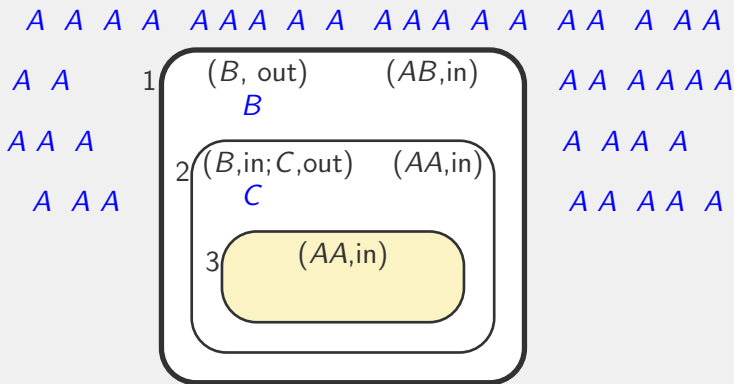 A A A A A A A A A A A A A A A A A A A A A
A A 1 (B, out) (AB,in) A A A A A A
B
A A A 2 (B,in;C,out) (AA,in) A A A A
A A A C A A A A A
3 (AA,in)